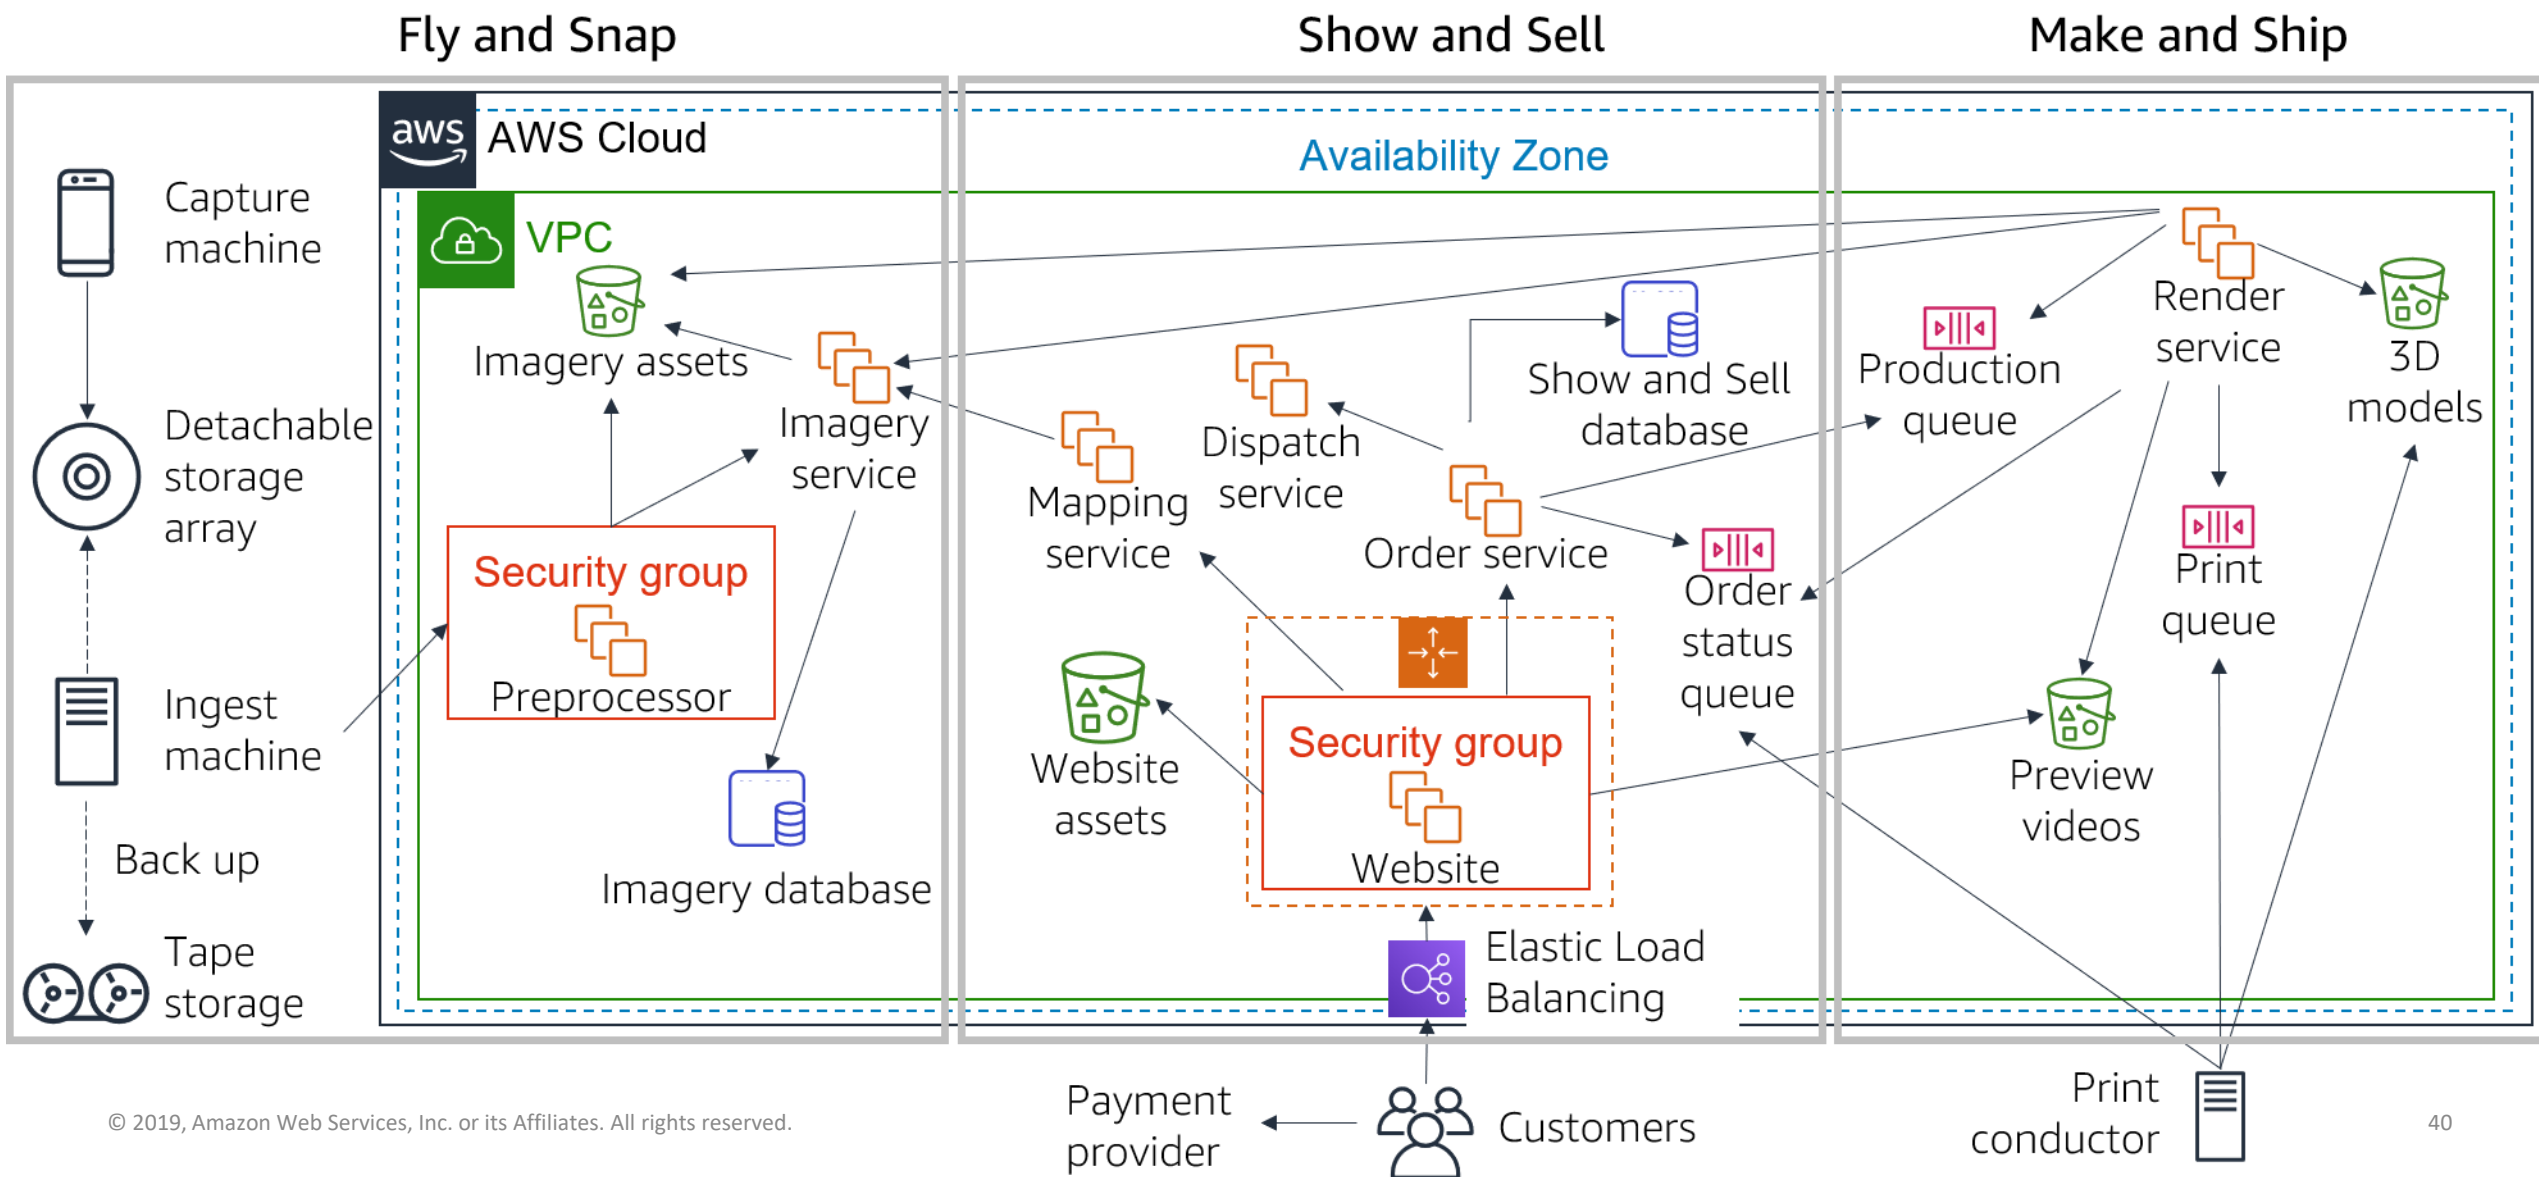 Fly and Snap
Show and Sell
Make and Ship
aws
AWS Cloud
Availability Zone
VPC
Capture
machine
Detachable
storage
array
Ingest
machine
Back up
Tape
storage
Imagery assets
Imagery
service
Security group
Preprocessor
Imagery database
Mapping
service
Dispatch
service
Show and Sell
database
Order service
Order
status
queue
Website
assets
Security group
Website
Elastic Load
Balancing
Production
queue
Render
service
3D
models
Print
queue
Preview
videos
Payment
provider
Customers
Print
conductor
© 2019, Amazon Web Services, Inc. or its Affiliates. All rights reserved.
40